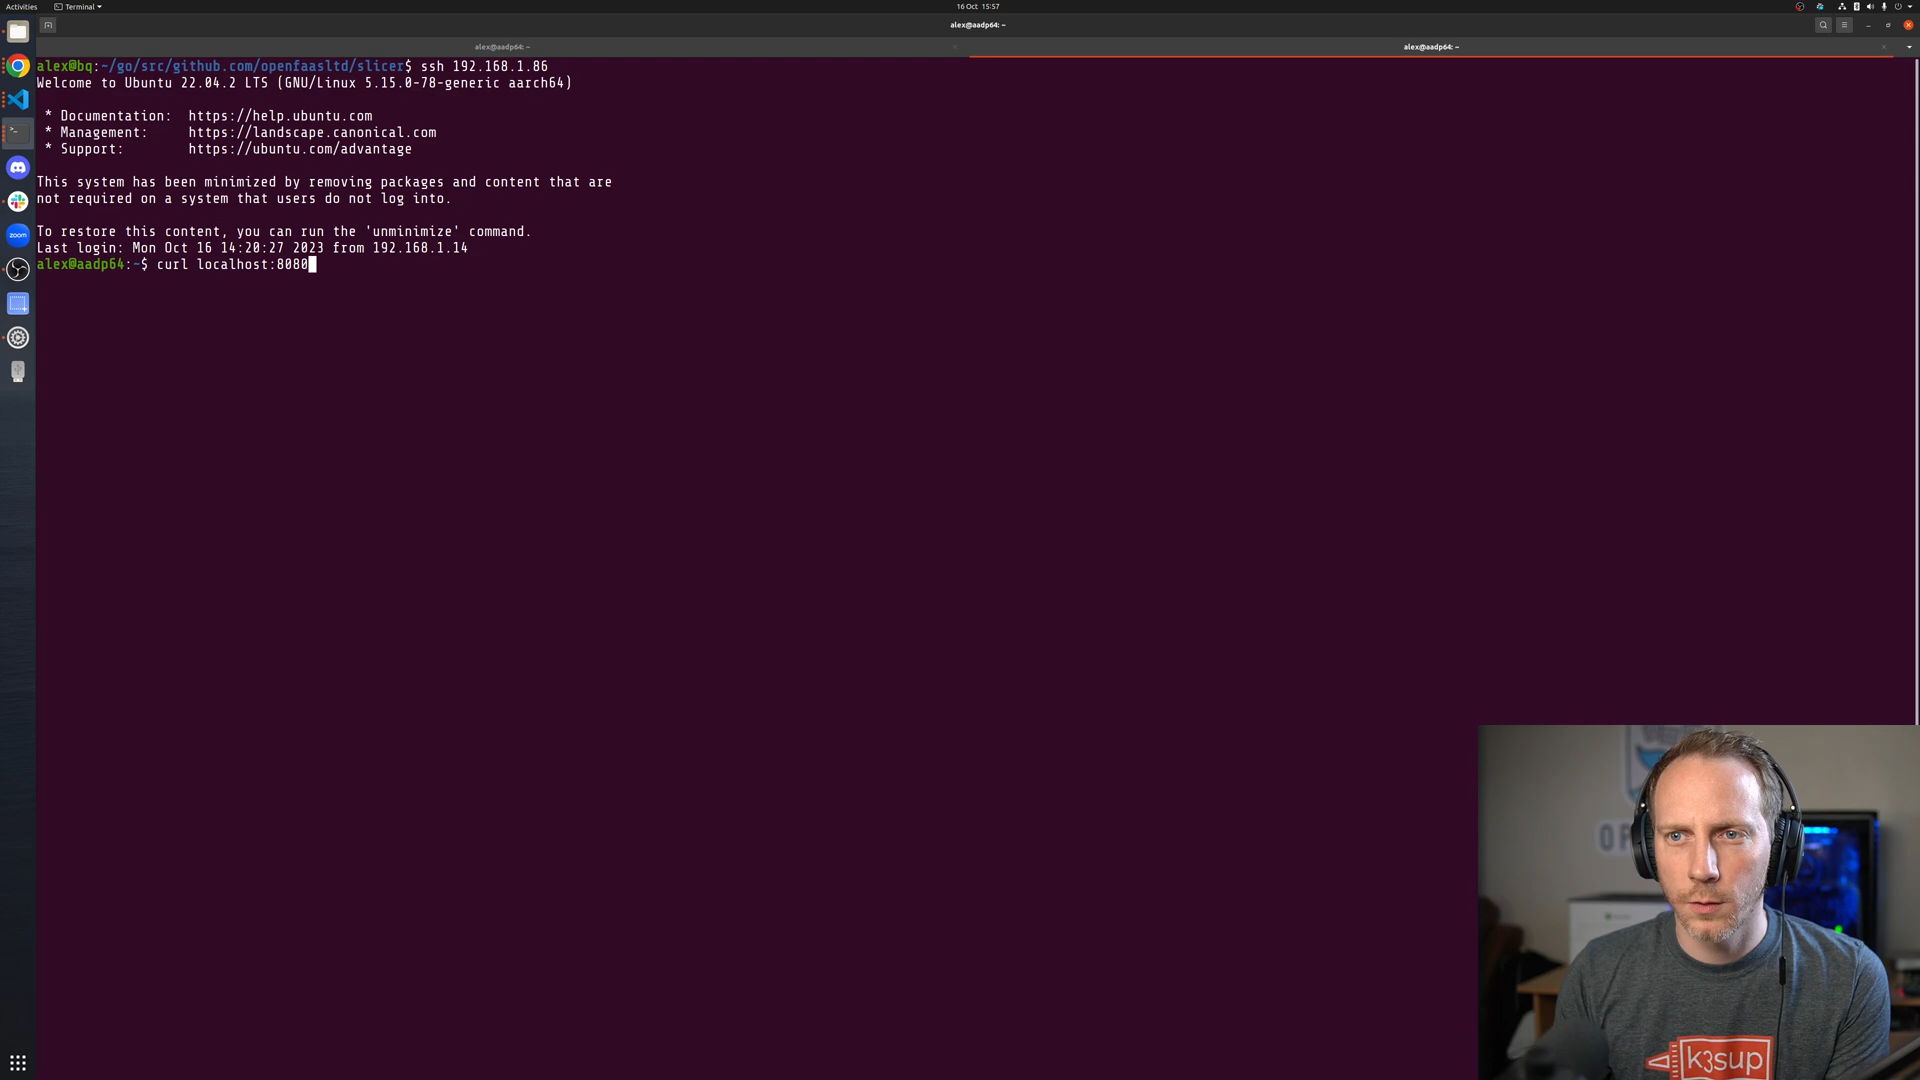 Activities
Terminal
16 Oct 15:57
alex@aadp64: ~
alex@aadp64: ~
alex@aadp64: ~
alex@bq:~/go/src/github.com/openfaasltd/slicer$ ssh 192.168.1.86
Welcome to Ubuntu 22.04.2 LTS (GNU/Linux 5.15.0-78-generic aarch64)
* Documentation: https://help.ubuntu.com
* Management: https://landscape.canonical.com
* Support: https://ubuntu.com/advantage
This system has been minimized by removing packages and content that are
not required on a system that users do not log into.
To restore this content, you can run the 'unminimize' command.
Last login: Mon Oct 16 14:20:27 2023 from 192.168.1.14
alex@aadp64:~$ curl localhost:8080
zoom
k3sup